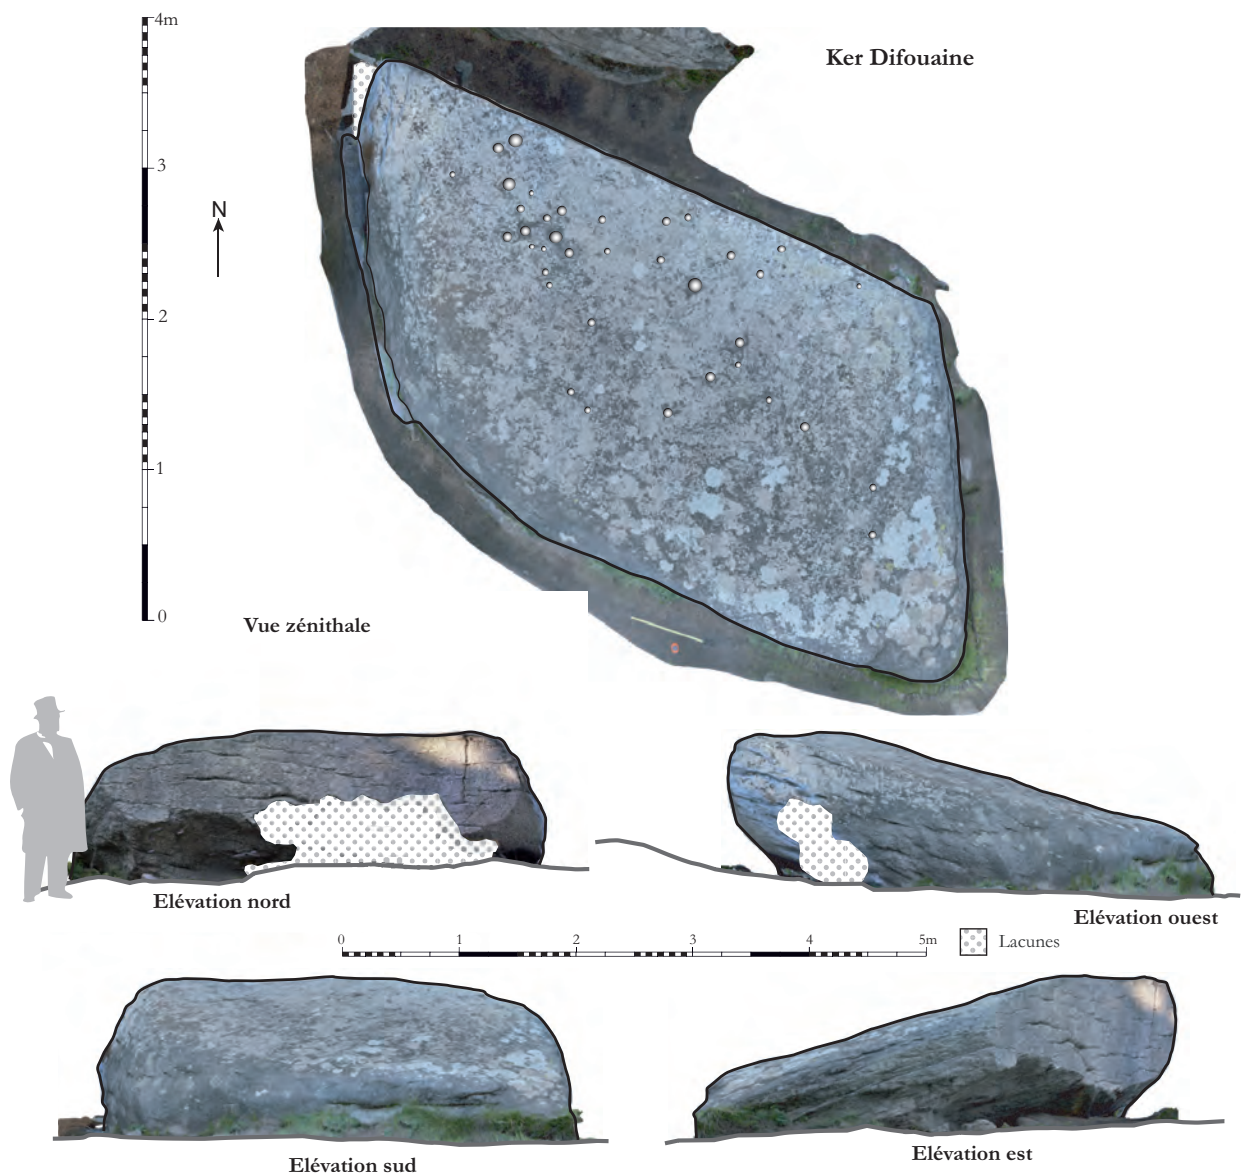 4m
Ker Difouaine
3
N
2
1
0
Vue zénithale
Elévation nord
Elévation ouest
0 1 2 3 4 5m
Lacunes
Elévation sud
Elévation est